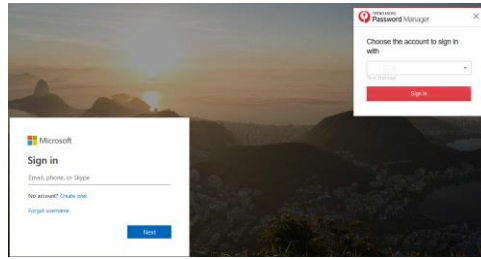 TREND MICRO
Password Manager
Choose the account to sign in
with
Sign In
Microsoft
Sign in
Email, phone, or Skype
No account? Create one!
Forgot username
Next